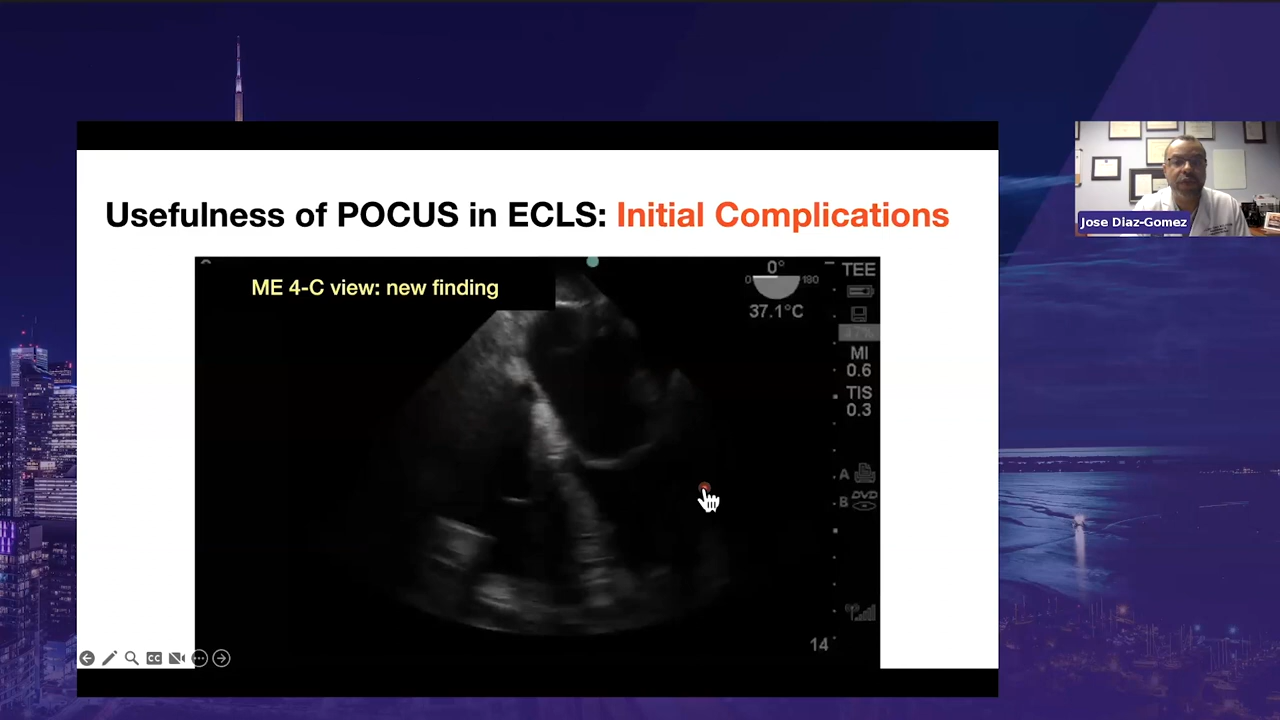 Usefulness of POCUS in ECLS: Initial Complications
ME 4-C view: new finding
0°
0 180
37.1°C
TEE
MI
0.6
TIS
0.3
A
B DVD
14
CC
Jose Diaz-Gomez